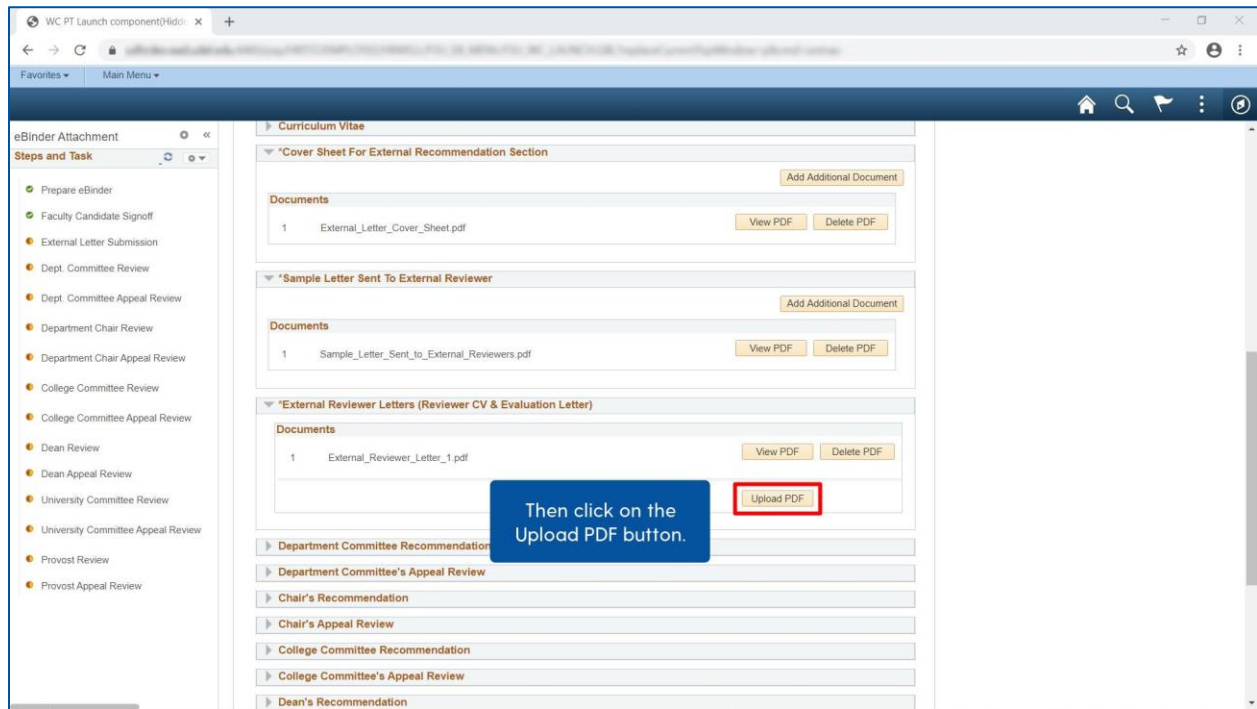 WC PT Launch component(Hidde
Favorites Main Menu
eBinder Attachment
Steps and Task
Prepare eBinder
Faculty Candidate Signoff
External Letter Submission
Dept. Committee Review
Dept. Committee Appeal Review
Department Chair Review
Department Chair Appeal Review
College Committee Review
College Committee Appeal Review
Dean Review
Dean Appeal Review
University Committee Review
University Committee Appeal Review
Provost Review
Provost Appeal Review
Curriculum Vitae
*Cover Sheet For External Recommendation Section
Add Additional Document
Documents
1 External_Letter_Cover_Sheet.pdf View PDF Delete PDF
*Sample Letter Sent To External Reviewer
Add Additional Document
Documents
1 Sample_Letter_Sent_to_External_Reviewers.pdf View PDF Delete PDF
*External Reviewer Letters (Reviewer CV & Evaluation Letter)
Documents
1 External_Reviewer_Letter_1.pdf View PDF Delete PDF
Upload PDF
Then click on the
Upload PDF button.
Department Committee Recommendation
Department Committee's Appeal Review
Chair's Recommendation
Chair's Appeal Review
College Committee Recommendation
College Committee's Appeal Review
Dean's Recommendation